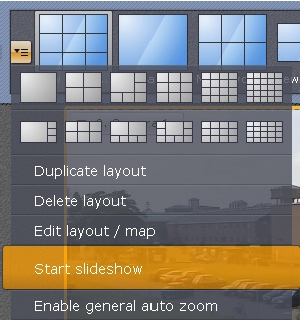 Duplicate layout
Delete layout
Edit layout / map
Start slideshow
Enable general auto zoom